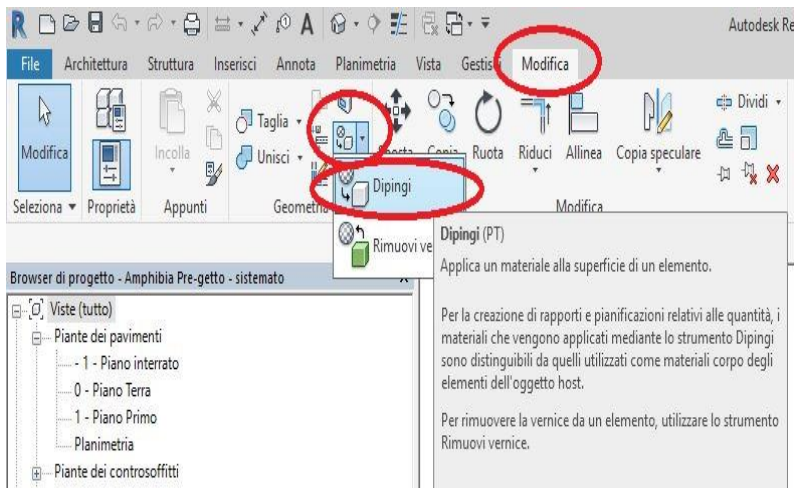 Autodesk Re
File Architettura Struttura Inserisci Annota Planimetria Vista Modifica
Taglia Dividi
Modifica Incolla Unisci Copia Ruota Riduci Allinea Copia speculare
Dipingi
Seleziona Proprietà Appunti Modifica
Rimuovi ve
Dipingi (PT)
Applica un materiale alla superficie di un elemento.
Per la creazione di rapporti e pianificazioni relativi alle quantità, i
materiali che vengono applicati mediante lo strumento Dipingi
sono distinguibili da quelli utilizzati come materiali corpo degli
elementi dell'oggetto host.
Per rimuovere la vernice da un elemento, utilizzare lo strumento
Rimuovi vernice.
Browser di progetto - Amphibia Pre-getto - sistemato
Viste (tutto)
Piante dei pavimenti
- 1 - Piano interrato
0 - Piano Terra
1 - Piano Primo
Planimetria
Piante dei controsoffitti